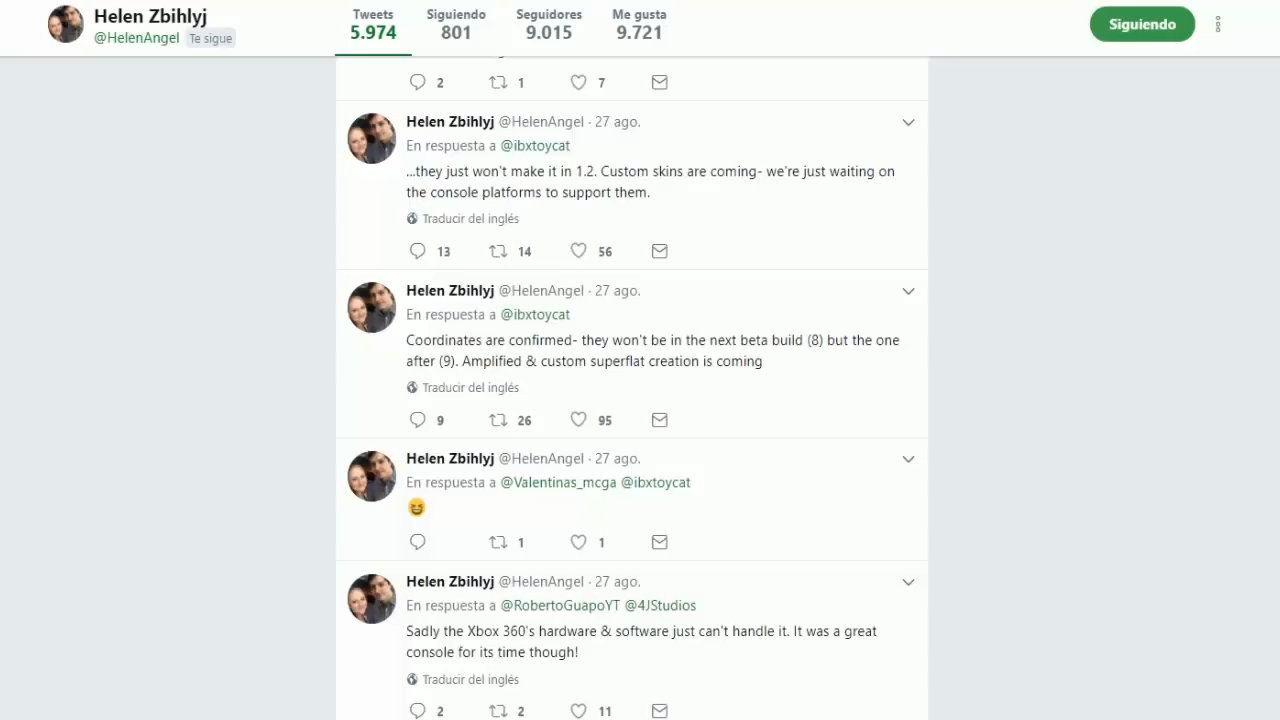 Helen Zbihlyj
@HelenAngel Te sigue
Tweets
5.974
Siguiendo
801
Seguidores
9.015
Me gusta
9.721
Siguiendo
2 1 7
Helen Zbihlyj @HelenAngel · 27 ago.
En respuesta a @ibxtoycat
...they just won't make it in 1.2. Custom skins are coming- we're just waiting on
the console platforms to support them.
Traducir del inglés
13 14 56
Helen Zbihlyj @HelenAngel · 27 ago.
En respuesta a @ibxtoycat
Coordinates are confirmed- they won't be in the next beta build (8) but the one
after (9). Amplified & custom superflat creation is coming
Traducir del inglés
9 26 95
Helen Zbihlyj @HelenAngel · 27 ago.
En respuesta a @Valentinas_mcga @ibxtoycat
😆
1 1
Helen Zbihlyj @HelenAngel · 27 ago.
En respuesta a @RobertoGuapoYT @4JStudios
Sadly the Xbox 360's hardware & software just can't handle it. It was a great
console for its time though!
Traducir del inglés
2 2 11